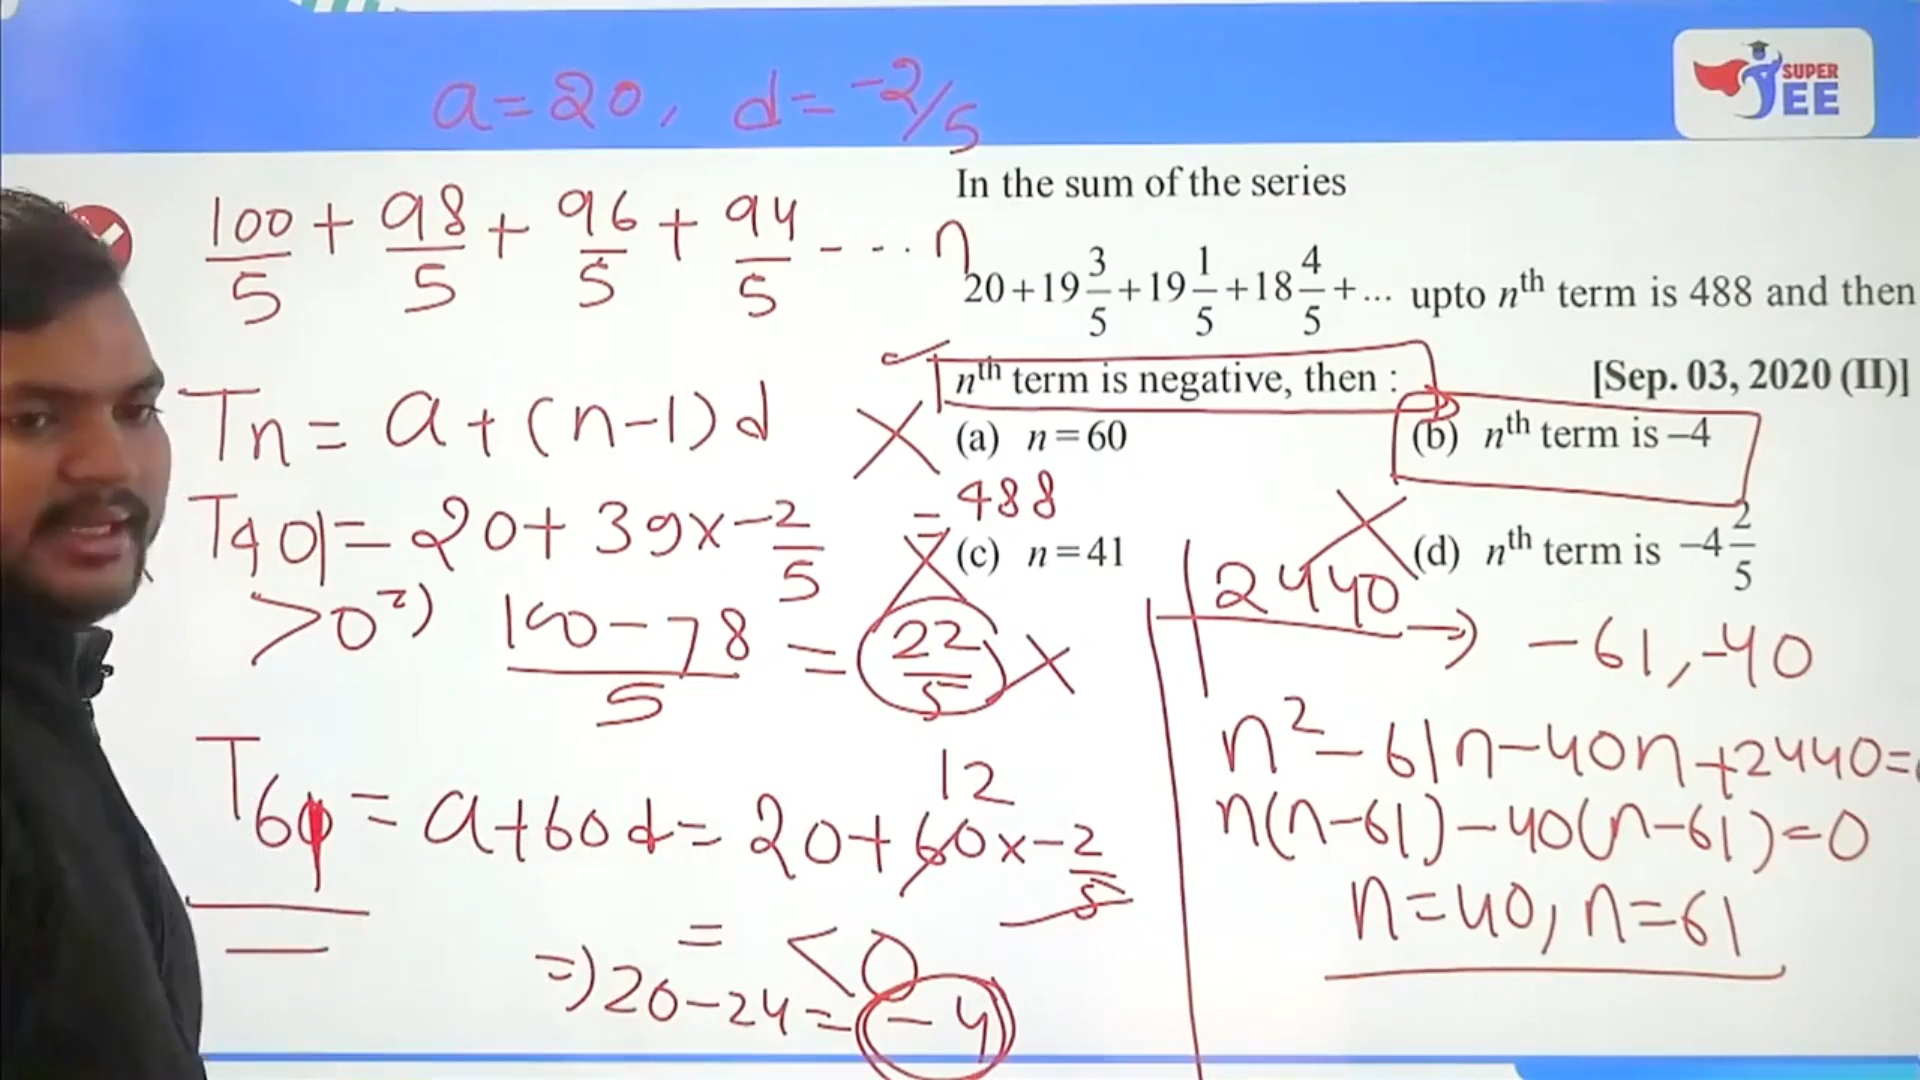 a = 20, d = -2/5
SUPER
JEE
100/5 + 98/5 + 96/5 + 94/5 - - - . n
In the sum of the series
20+19 3/5 +19 1/5 +18 4/5 +... upto nth term is 488 and then
nth term is negative, then :
[Sep. 03, 2020 (II)]
(a) n=60
(b) nth term is –4
= 488
(c) n=41
(d) nth term is –4 2/5
Tn = a + (n-1)d
T40 = 20 + 39x -2/5
>0 =) 100-78/5 = 22/5 X
T61 = a+60d = 20+60x-2/5
12
= <0
=) 20-24 = -4
2440 → -61, -40
n² - 61n - 40n + 2440 =
n(n-61) - 40(n-61) = 0
n=40, n=61